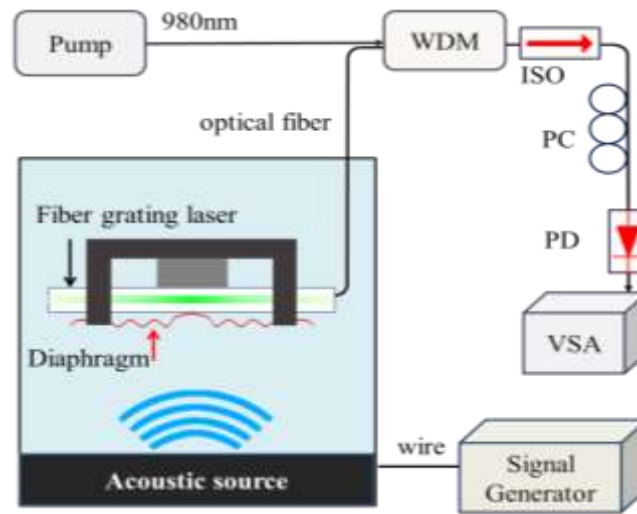 Pump
980nm
WDM
ISO
optical fiber
PC
Fiber grating laser
PD
Diaphragm
VSA
wire
Acoustic source
Signal
Generator